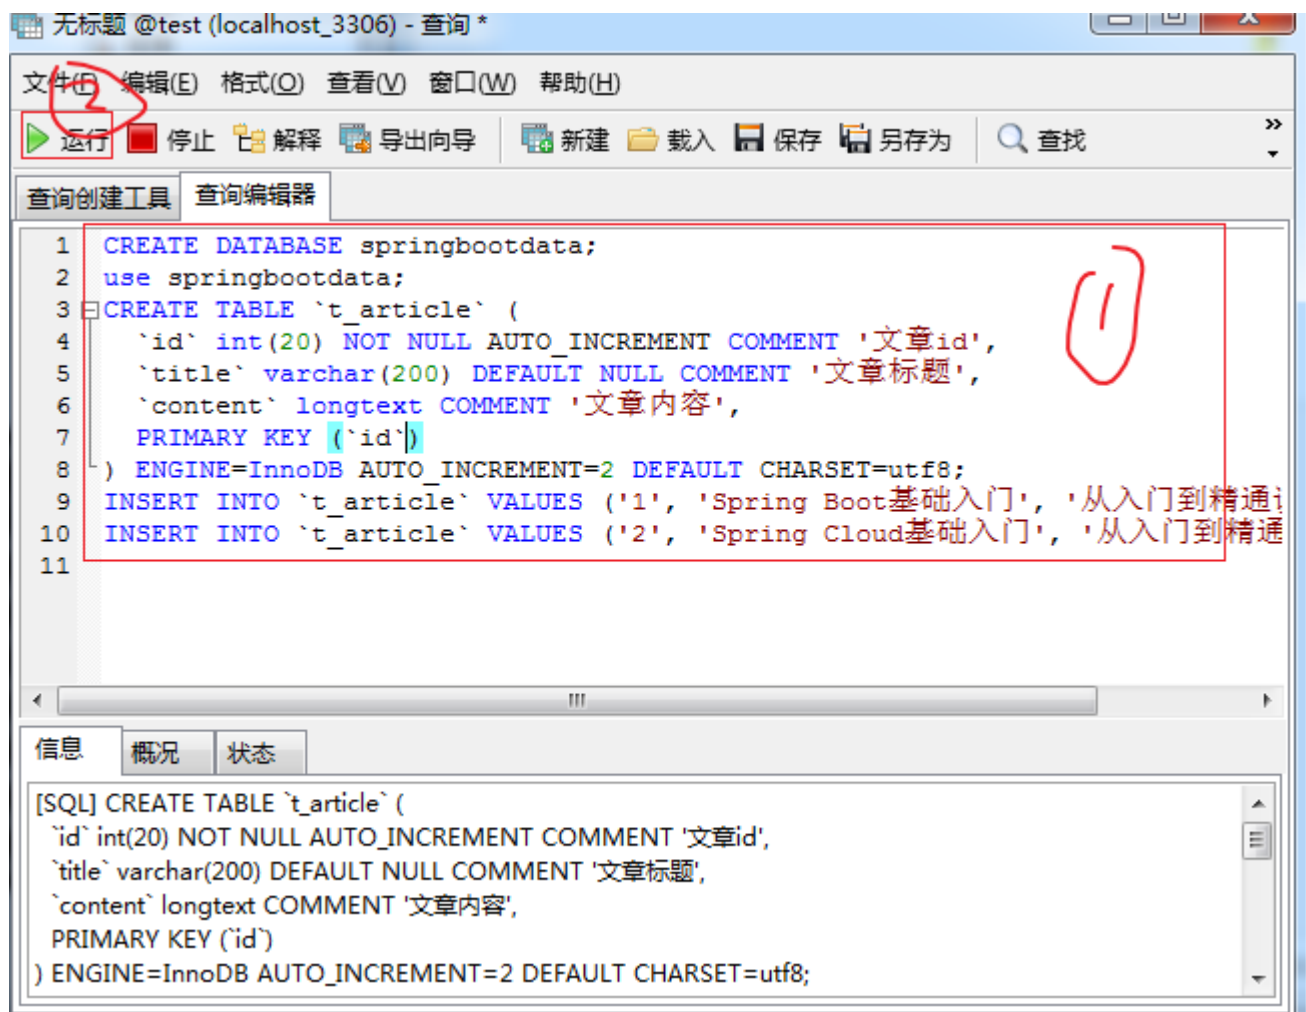 无标题 @test (localhost_3306) - 查询 *
文件(F) 编辑(E) 格式(O) 查看(V) 窗口(W) 帮助(H)
2
运行 停止 解释 导出向导 新建 载入 保存 另存为 查找 »
查询创建工具 查询编辑器
1 CREATE DATABASE springbootdata;
2 use springbootdata;
3 CREATE TABLE `t_article` (
4 `id` int(20) NOT NULL AUTO_INCREMENT COMMENT '文章id',
5 `title` varchar(200) DEFAULT NULL COMMENT '文章标题',
6 `content` longtext COMMENT '文章内容',
7 PRIMARY KEY (`id`)
8 ) ENGINE=InnoDB AUTO_INCREMENT=2 DEFAULT CHARSET=utf8;
9 INSERT INTO `t_article` VALUES ('1', 'Spring Boot基础入门', '从入门到精通
10 INSERT INTO `t_article` VALUES ('2', 'Spring Cloud基础入门', '从入门到精通
11
1
信息 概况 状态
[SQL] CREATE TABLE `t_article` (
`id` int(20) NOT NULL AUTO_INCREMENT COMMENT '文章id',
`title` varchar(200) DEFAULT NULL COMMENT '文章标题',
`content` longtext COMMENT '文章内容',
PRIMARY KEY (`id`)
) ENGINE=InnoDB AUTO_INCREMENT=2 DEFAULT CHARSET=utf8;